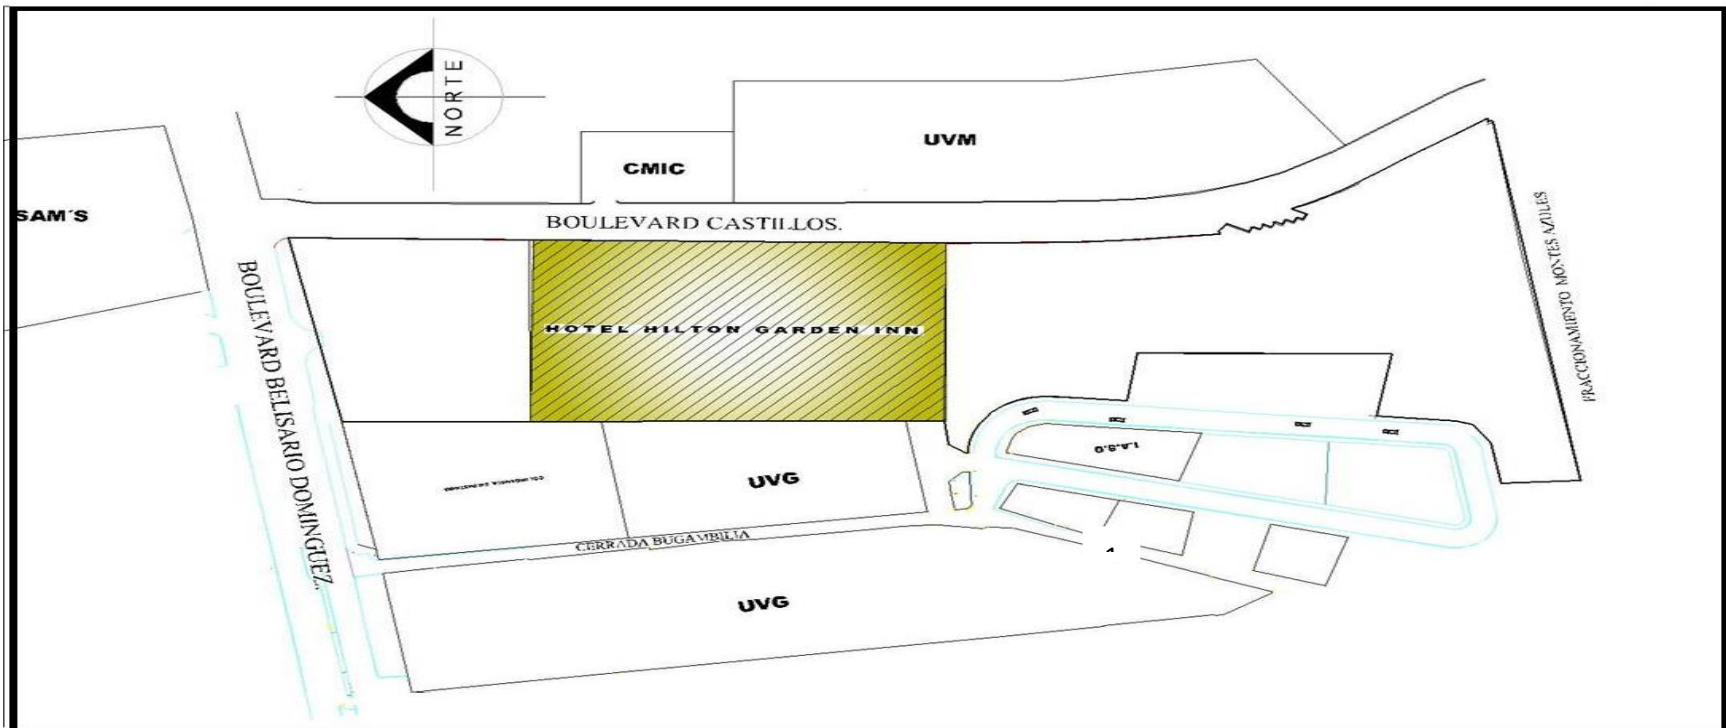 NORTE
UVM
CMIC
SAM´S
BOULEVARD CASTILLOS.
FRACCIONAMIENTO MONTES AZULES
BOULEVARD BELISARIO DOMINGUEZ.
HOTEL HILTON GARDEN INN
UVG
CERRADA BUGAMBILIA
UVG